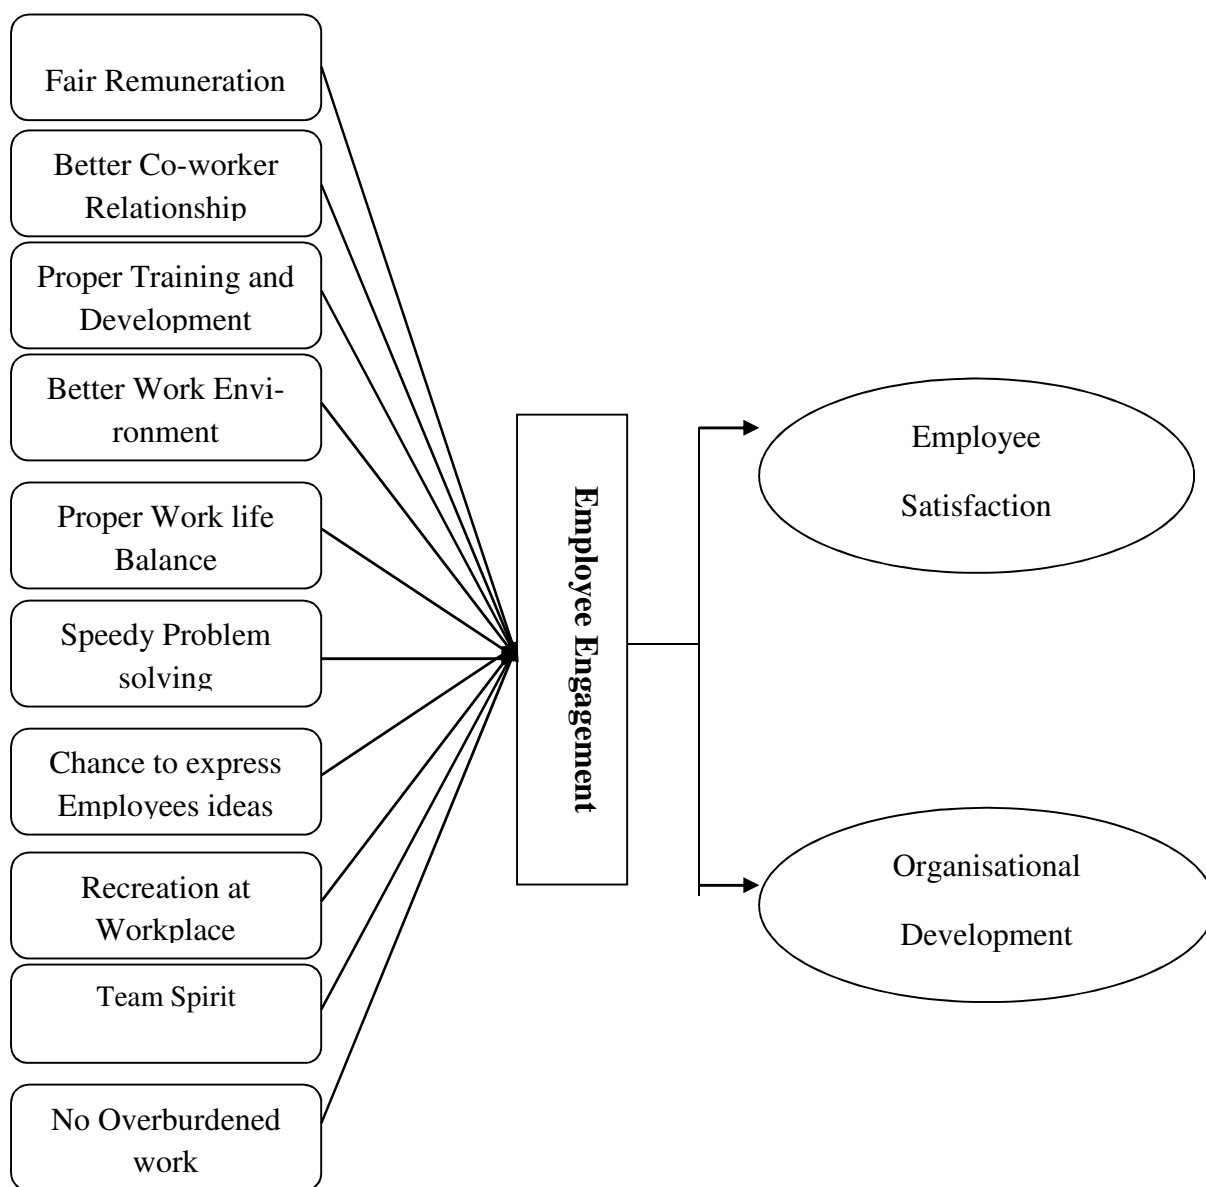 Fair Remuneration
Better Co-worker
Relationship
Proper Training and
Development
Better Work Envi-
ronment
Proper Work life
Balance
Speedy Problem
solving
Chance to express
Employees ideas
Recreation at
Workplace
Team Spirit
No Overburdened
work
Employee Engagement
Employee
Satisfaction
Organisational
Development